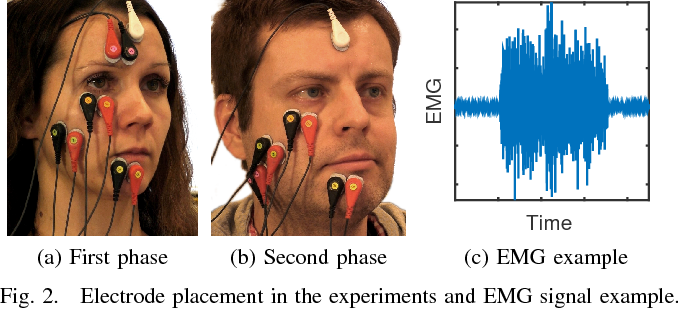 EMG
Time
(a) First phase
(b) Second phase
(c) EMG example
Fig. 2. Electrode placement in the experiments and EMG signal example.